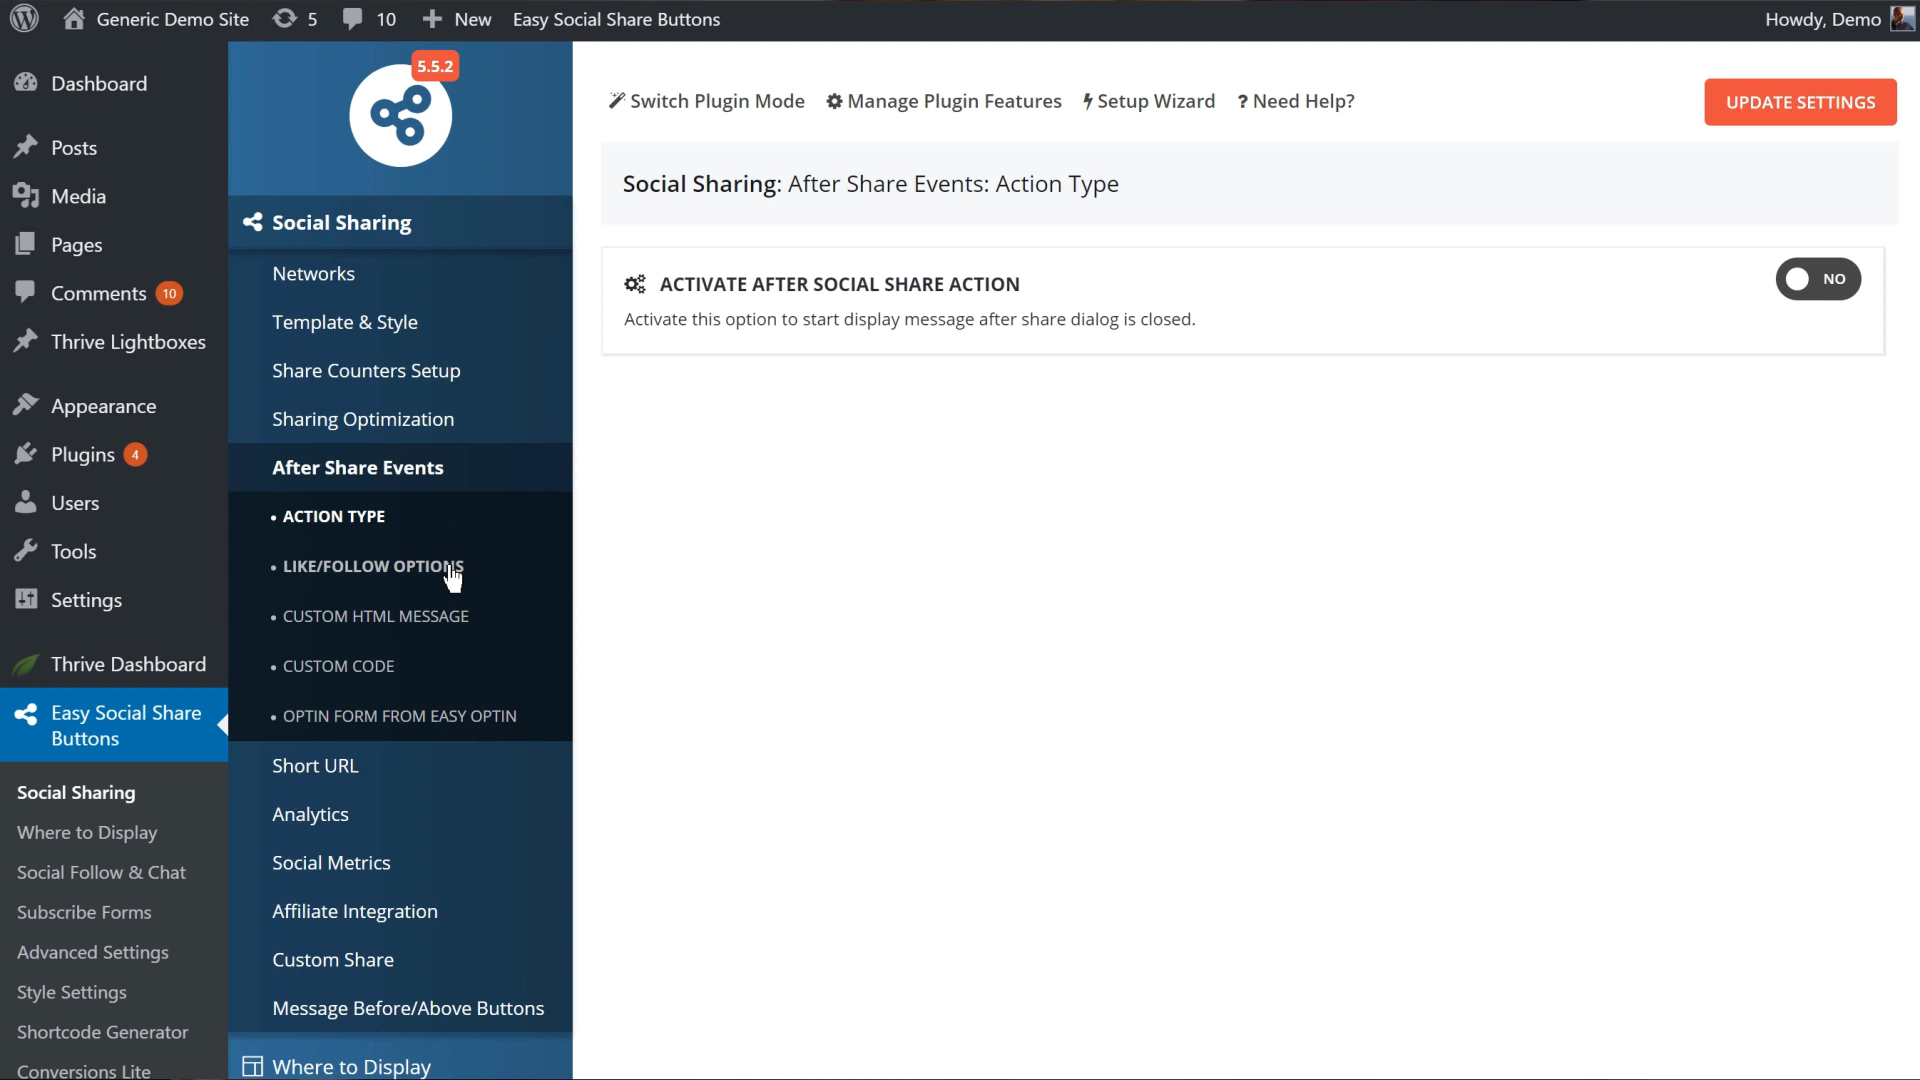 Generic Demo Site 5 10 New Easy Social Share Buttons Howdy, Demo
Dashboard
Posts
Media
Pages
Comments 10
Thrive Lightboxes
Appearance
Plugins 4
Users
Tools
Settings
Thrive Dashboard
Easy Social Share
Buttons
Social Sharing
Where to Display
Social Follow & Chat
Subscribe Forms
Advanced Settings
Style Settings
Shortcode Generator
Conversions Lite
5.5.2
Social Sharing
Networks
Template & Style
Share Counters Setup
Sharing Optimization
After Share Events
• ACTION TYPE
• LIKE/FOLLOW OPTIONS
• CUSTOM HTML MESSAGE
• CUSTOM CODE
• OPTIN FORM FROM EASY OPTIN
Short URL
Analytics
Social Metrics
Affiliate Integration
Custom Share
Message Before/Above Buttons
Where to Display
Switch Plugin Mode Manage Plugin Features Setup Wizard ? Need Help?
UPDATE SETTINGS
Social Sharing: After Share Events: Action Type
ACTIVATE AFTER SOCIAL SHARE ACTION
NO
Activate this option to start display message after share dialog is closed.